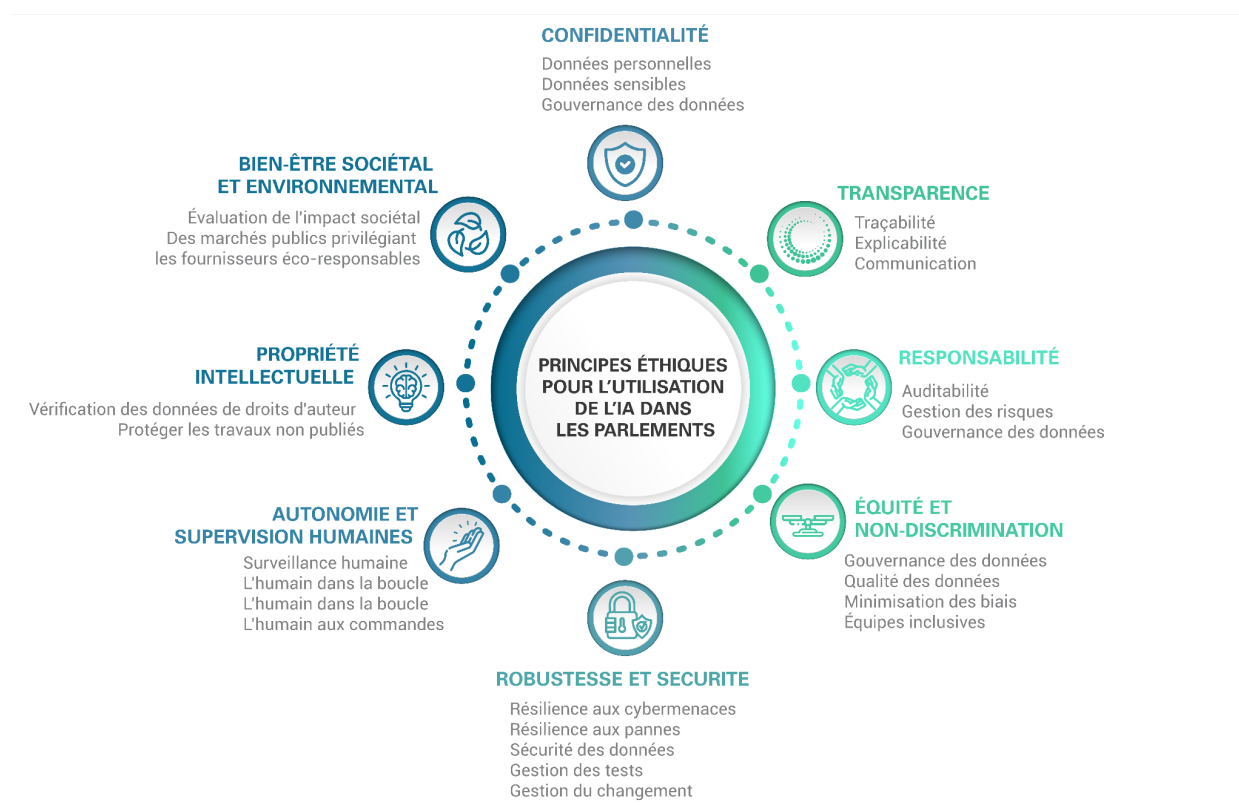 CONFIDENTIALITÉ
Données personnelles
Données sensibles
Gouvernance des données
TRANSPARENCE
Traçabilité
Explicabilité
Communication
RESPONSABILITÉ
Auditabilité
Gestion des risques
Gouvernance des données
ÉQUITÉ ET
NON-DISCRIMINATION
Gouvernance des données
Qualité des données
Minimisation des biais
Équipes inclusives
ROBUSTESSE ET SECURITE
Résilience aux cybermenaces
Résilience aux pannes
Sécurité des données
Gestion des tests
Gestion du changement
AUTONOMIE ET
SUPERVISION HUMAINES
Surveillance humaine
L'humain dans la boucle
L'humain dans la boucle
L'humain aux commandes
PROPRIÉTÉ
INTELLECTUELLE
Vérification des données de droits d'auteur
Protéger les travaux non publiés
BIEN-ÊTRE SOCIÉTAL
ET ENVIRONNEMENTAL
Évaluation de l'impact sociétal
Des marchés publics privilégiant
les fournisseurs éco-responsables
PRINCIPES ÉTHIQUES
POUR L'UTILISATION
DE L'IA DANS
LES PARLEMENTS